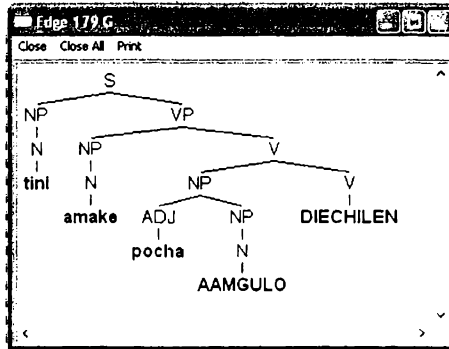 Edge 179 G
Close Close All Print
S
NP VP
N NP V
tini N NP V
amake ADJ NP DIECHILEN
pocha N
AAMGULO